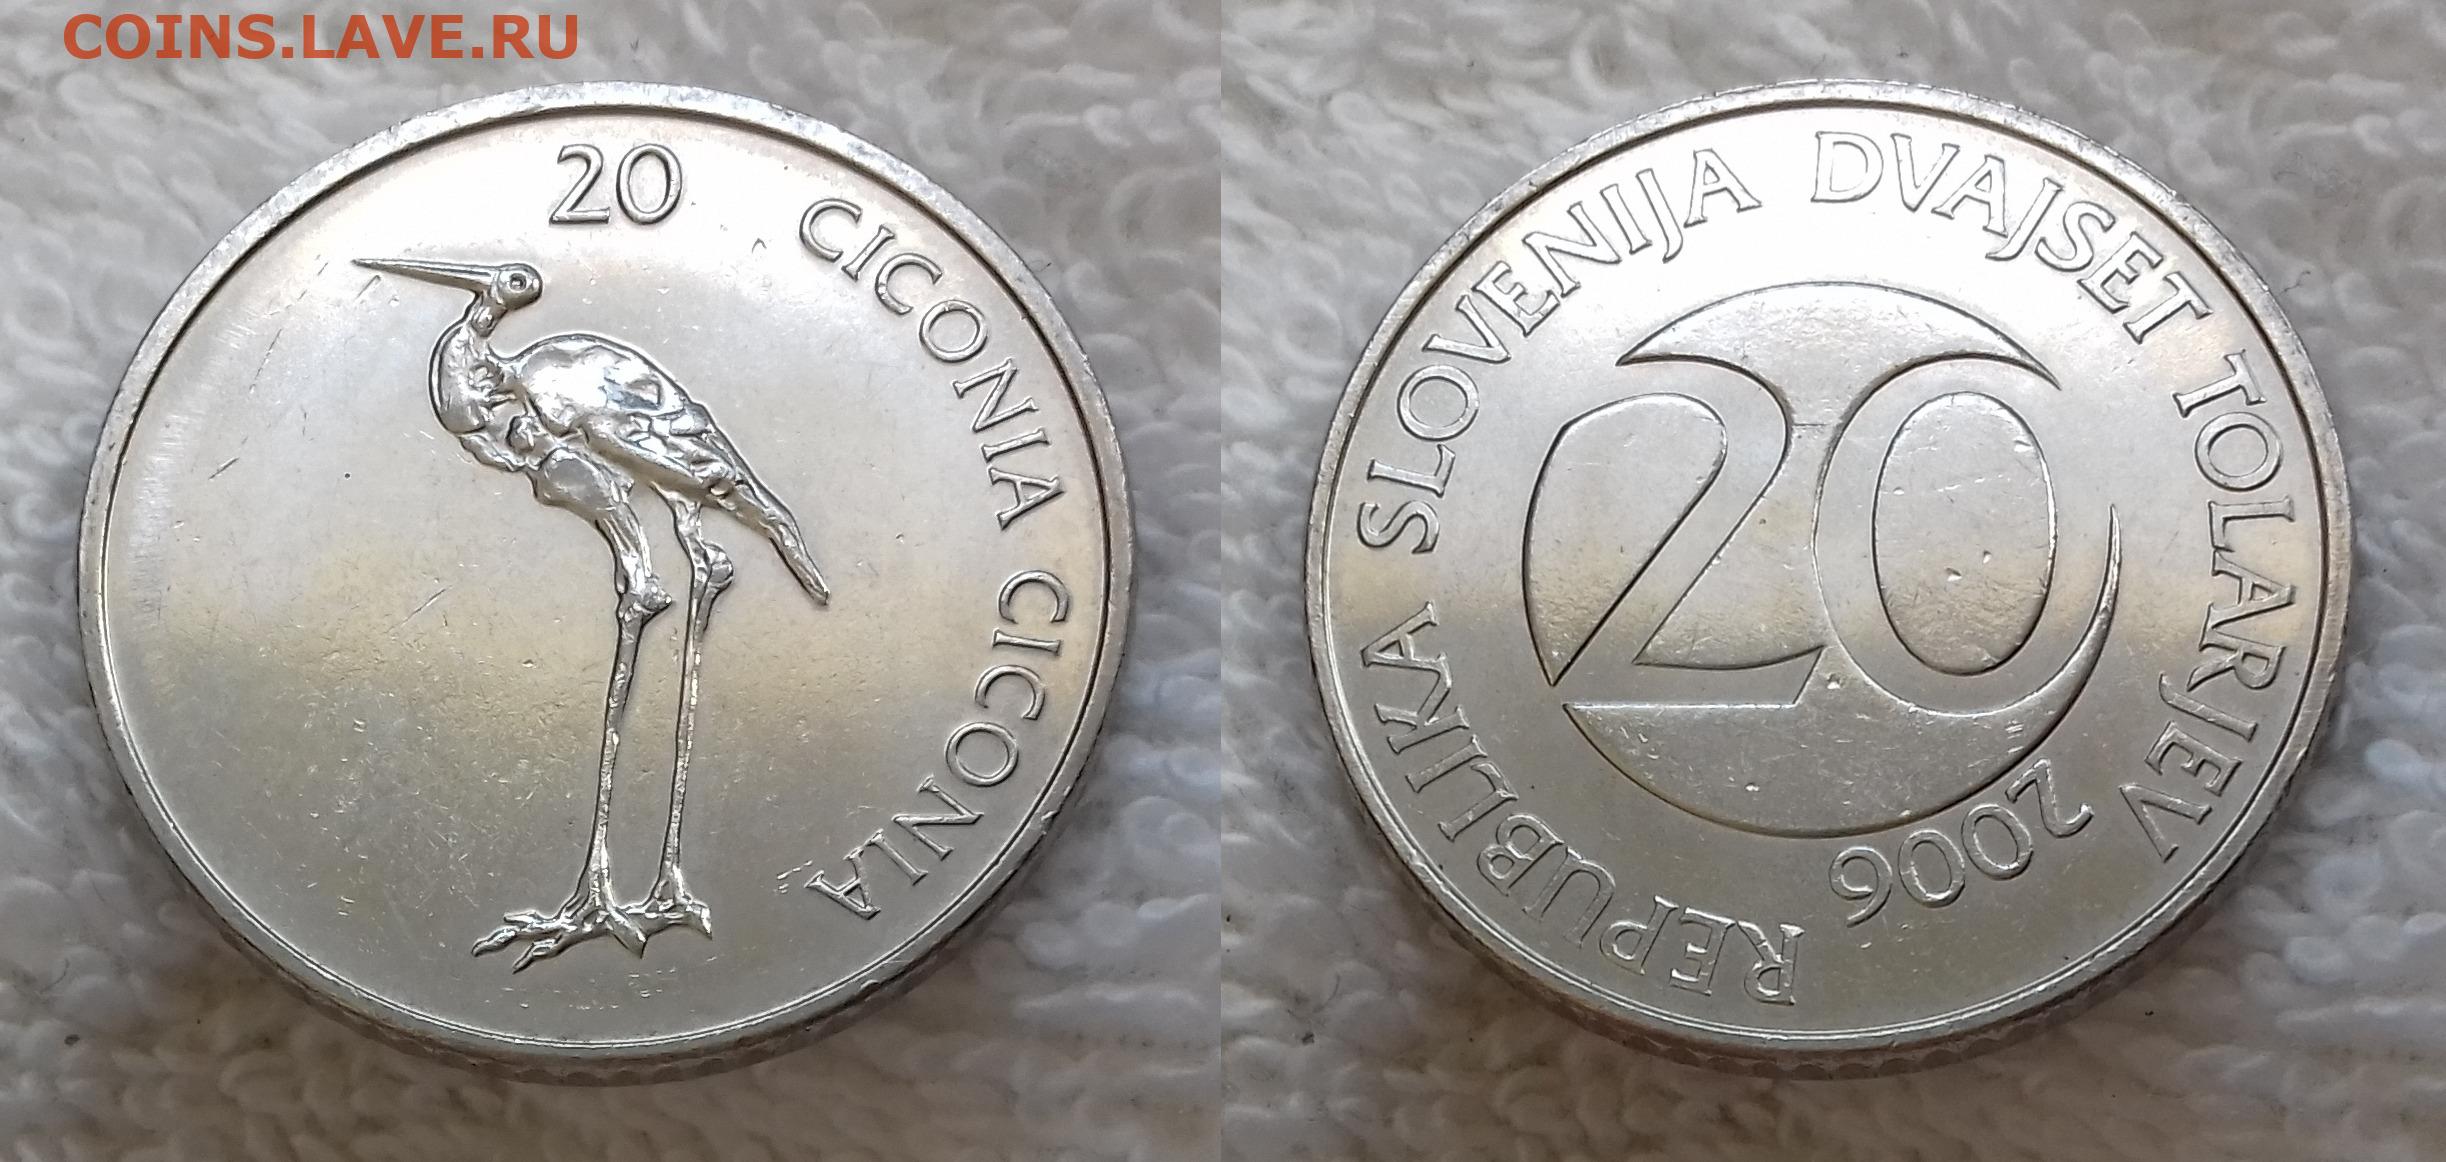 COINS.LAVE.RU
20 CICONIA CICONIA
REPUBLIKA SLOVENIJA DVAJSET TOLARJEV 2006
20